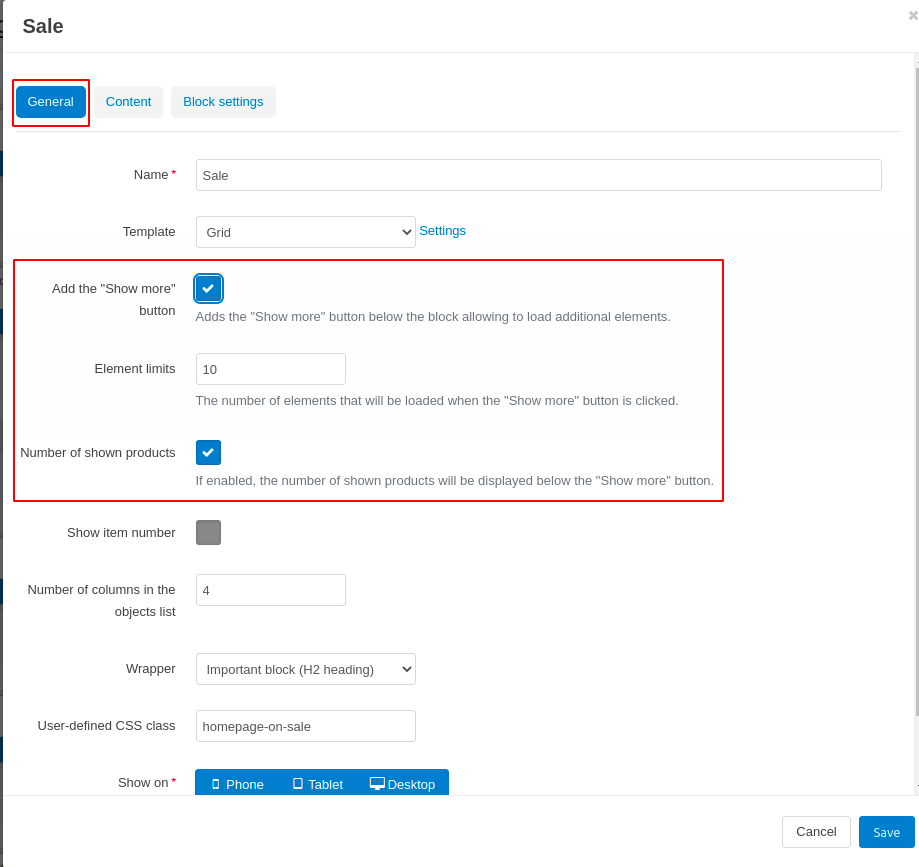 Sale
General Content Block settings
Name *
Sale
Template
Grid
Settings
Add the "Show more"
button
Adds the "Show more" button below the block allowing to load additional elements.
Element limits
10
The number of elements that will be loaded when the "Show more" button is clicked.
Number of shown products
If enabled, the number of shown products will be displayed below the "Show more" button.
Show item number
Number of columns in the
objects list
4
Wrapper
Important block (H2 heading)
User-defined CSS class
homepage-on-sale
Show on *
Phone Tablet Desktop
Cancel Save